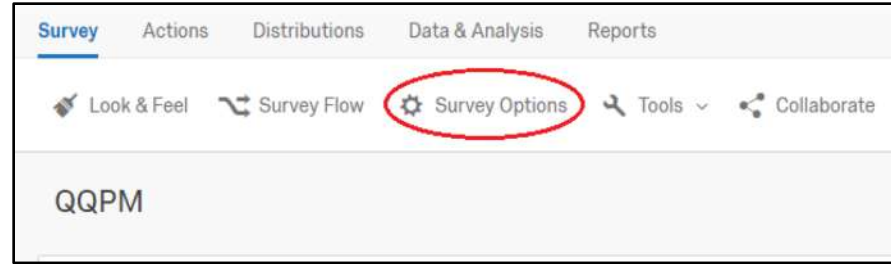 Survey Actions Distributions Data & Analysis Reports
Look & Feel Survey Flow Survey Options Tools Collaborate
QQPM